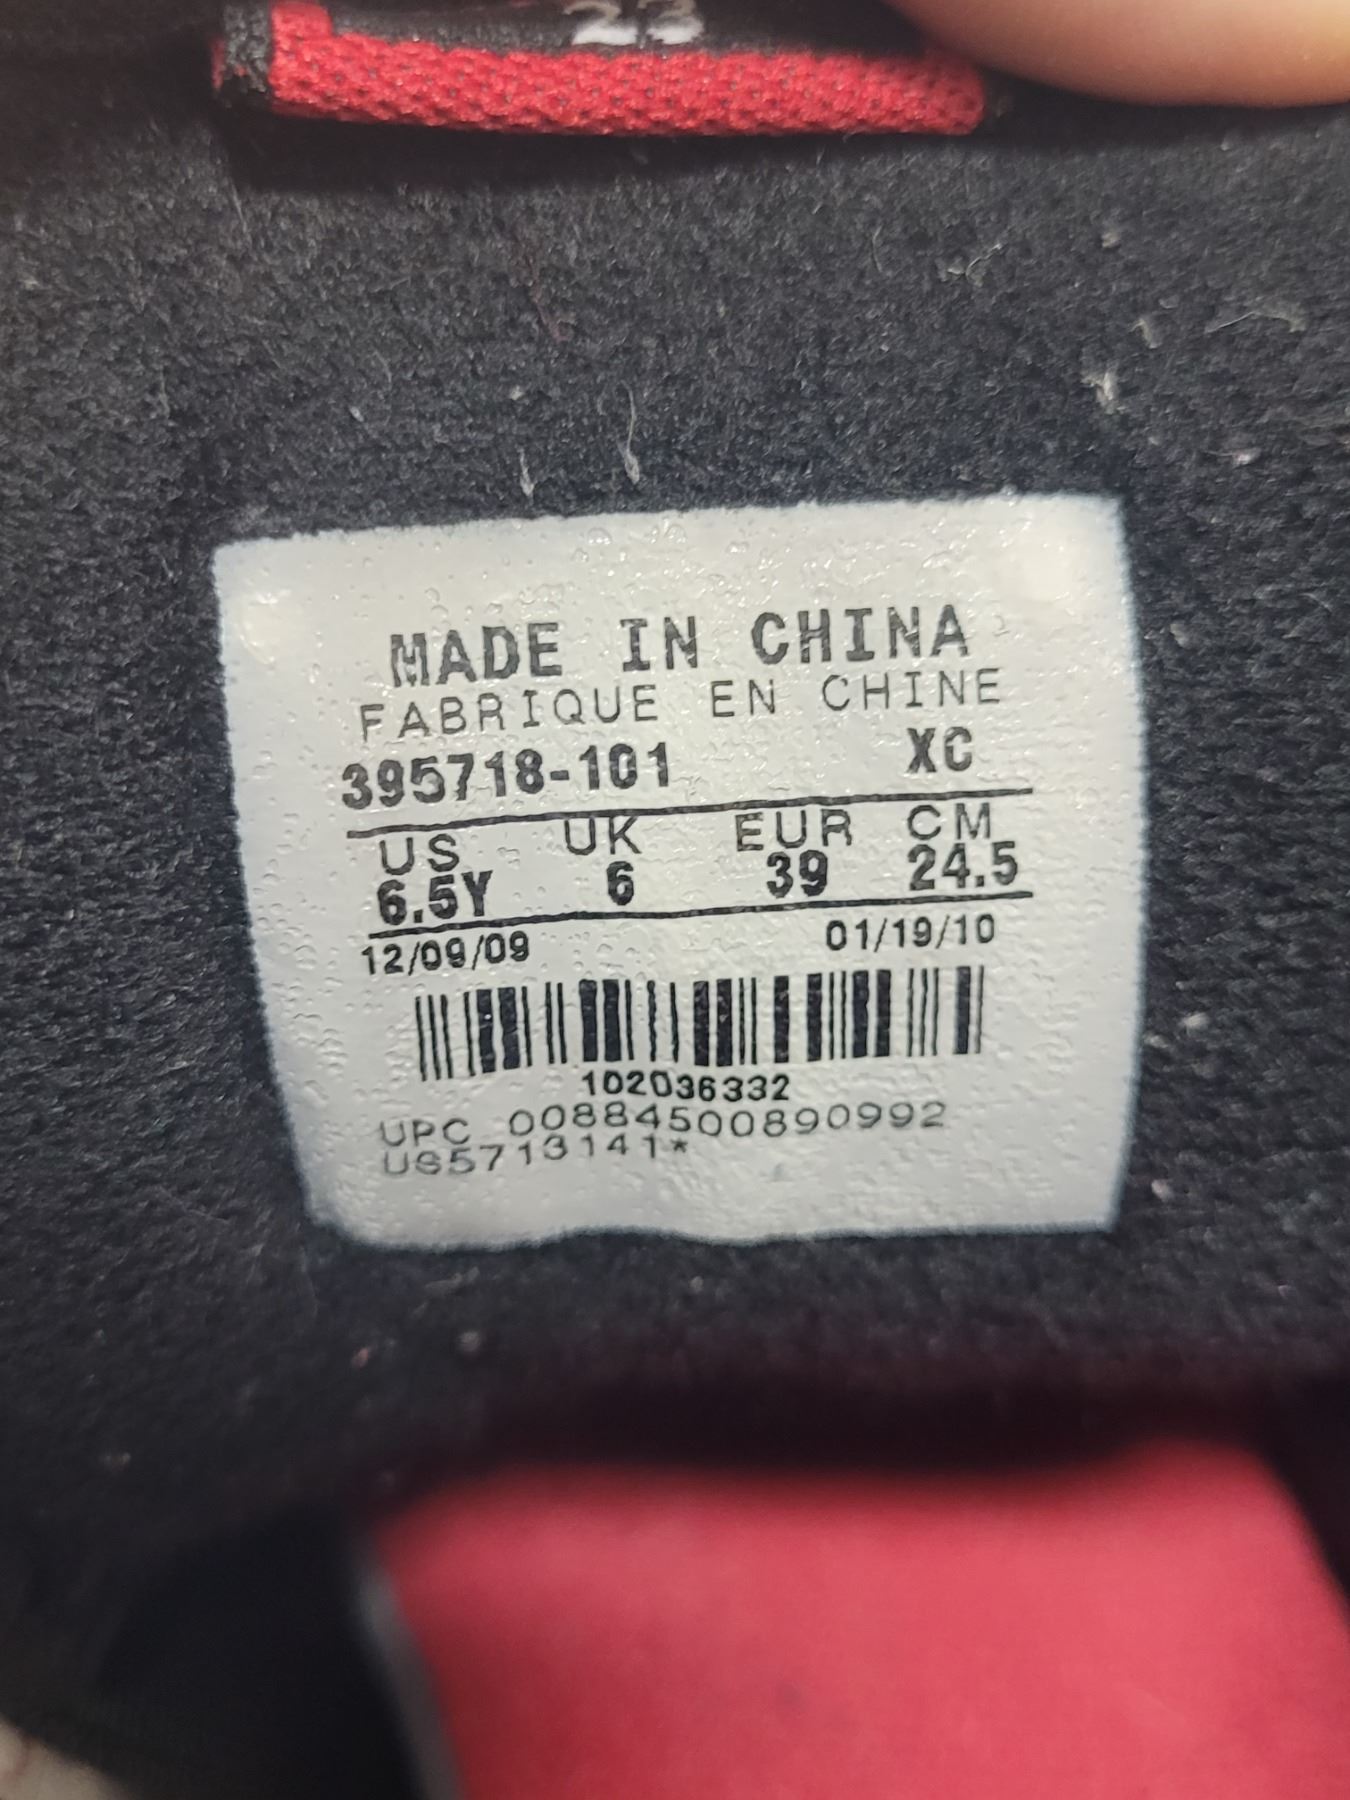 23
MADE IN CHINA
FABRIQUE EN CHINE
395718-101 XC
US UK EUR CM
6.5Y 6 39 24.5
12/09/09 01/19/10
102036332
UPC 00884500890992
US5713141*